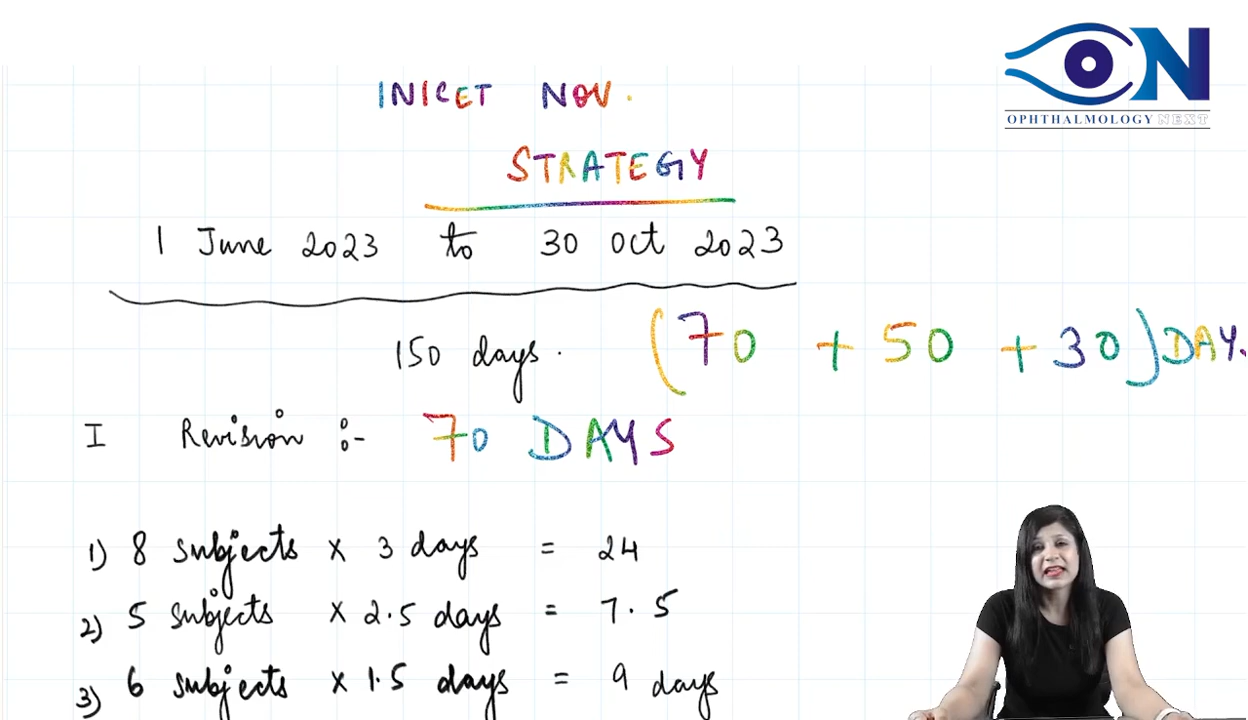 ON
OPHTHALMOLOGY NEXT
INICET NOV.
STRATEGY
1 June 2023 to 30 Oct 2023
150 days. (70 + 50 + 30) DAY.
I Revision :- 70 DAYS
1) 8 subjects x 3 days = 24
2) 5 subjects x 2.5 days = 7.5
3) 6 subjects x 1.5 days = 9 days